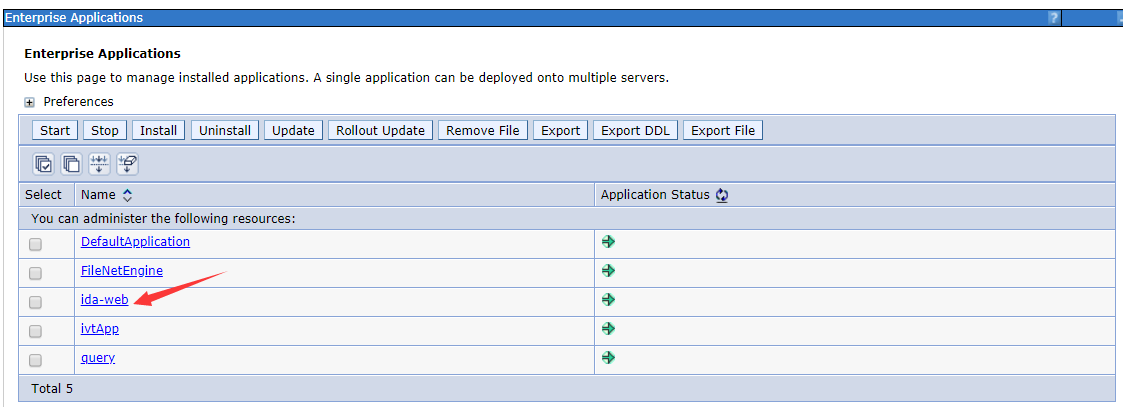 Enterprise Applications ?
Enterprise Applications
Use this page to manage installed applications. A single application can be deployed onto multiple servers.
Preferences
Start Stop Install Uninstall Update Rollout Update Remove File Export Export DDL Export File
Select Name Application Status
You can administer the following resources:
DefaultApplication
FileNetEngine
ida-web
ivtApp
query
Total 5